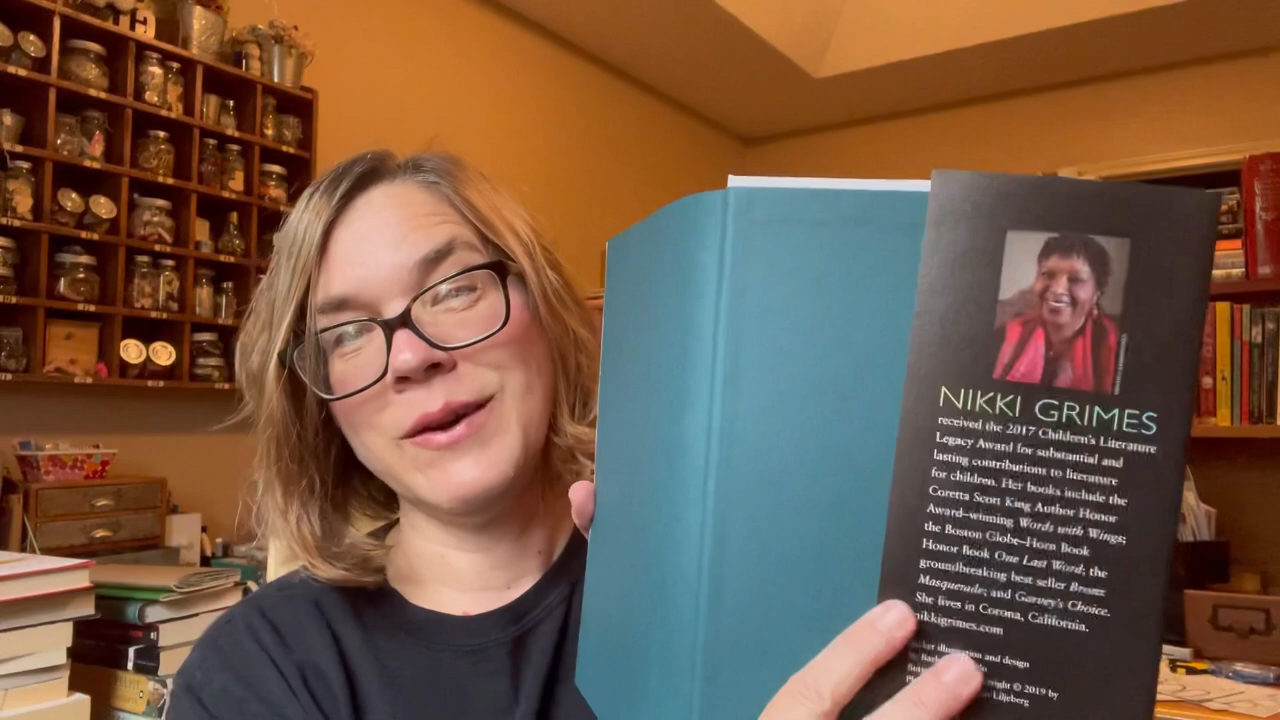 NIKKI GRIMES
received the 2017 Children's Literature
Legacy Award for substantial and
lasting contributions to literature
for children. Her books include the
Coretta Scott King Author Honor
Award–winning Words with Wings;
the Boston Globe–Horn Book
Honor Book One Last Word; the
groundbreaking best seller Bronx
Masquerade; and Garvey's Choice.
She lives in Corona, California.
nikkigrimes.com
and design
© 2019 by
Liljeberg